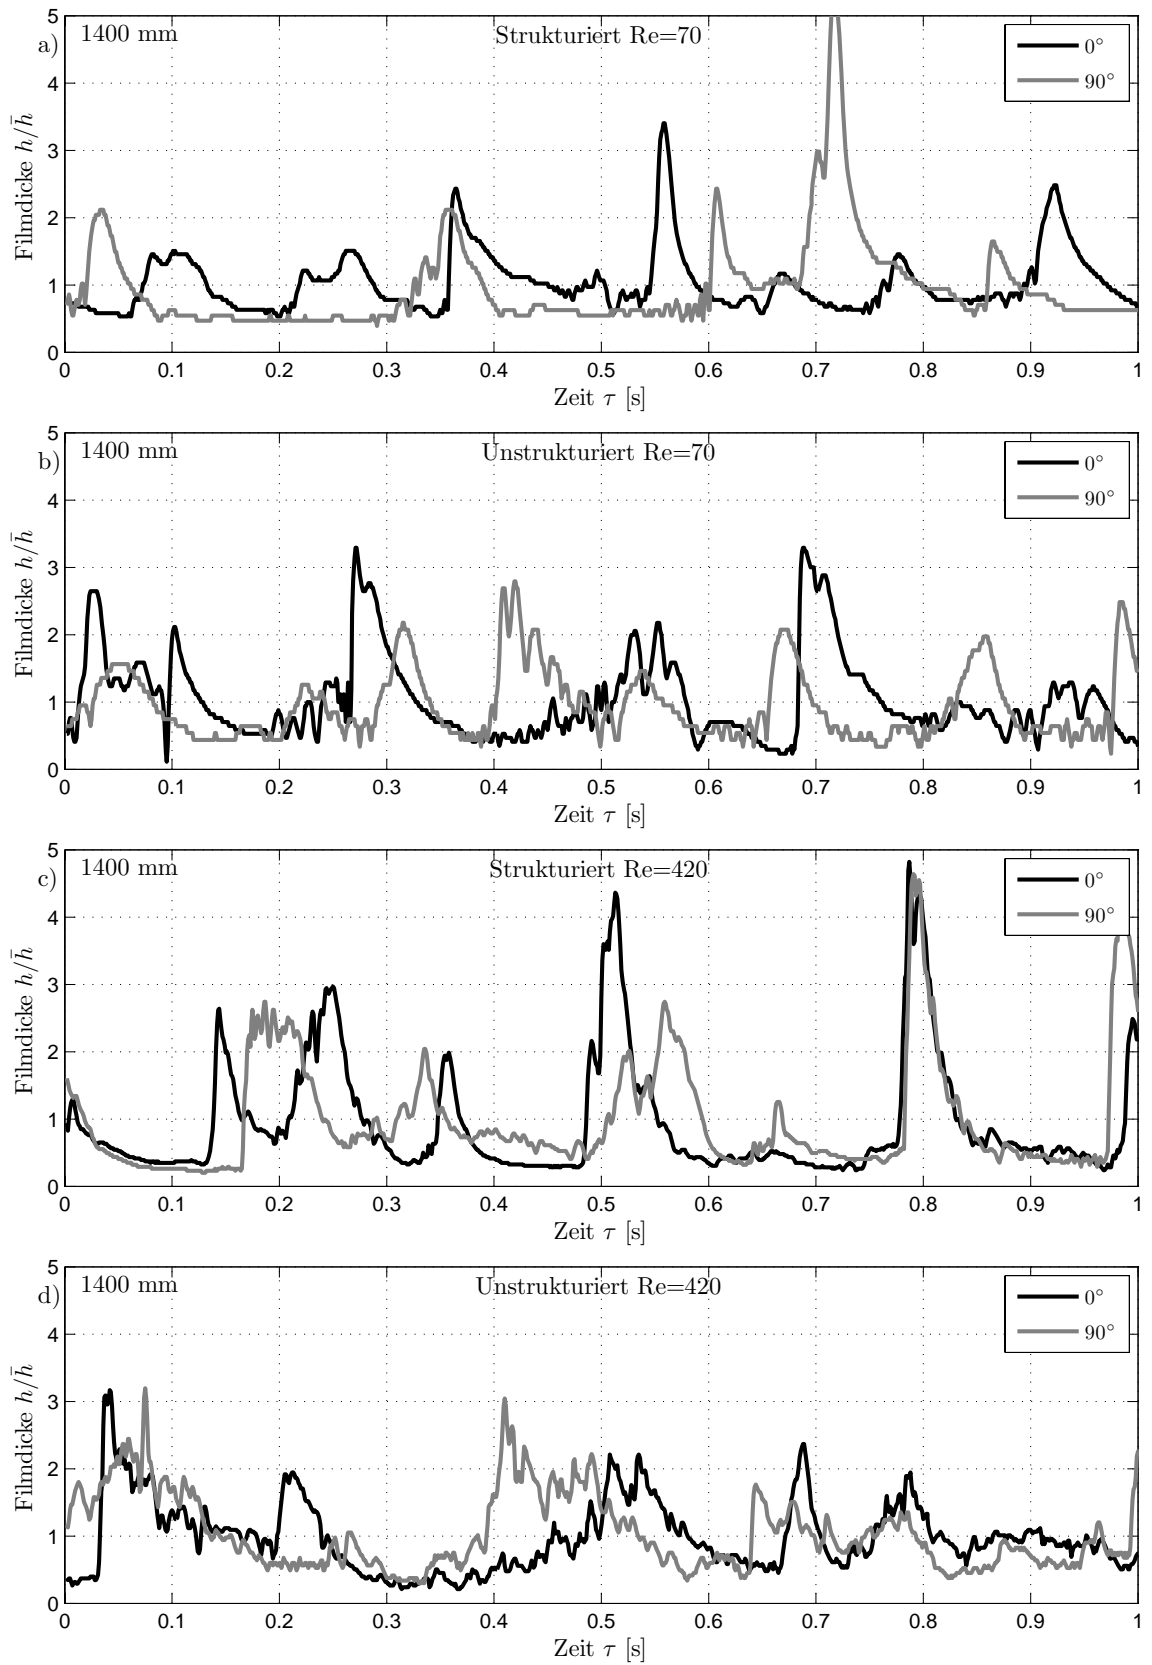 a)
1400 mm
Strukturiert Re=70
0°
90°
Filmdicke h/h̄
5
4
3
2
1
0
0 0.1 0.2 0.3 0.4 0.5 0.6 0.7 0.8 0.9 1
Zeit τ [s]
b)
1400 mm
Unstrukturiert Re=70
0°
90°
Filmdicke h/h̄
5
4
3
2
1
0
0 0.1 0.2 0.3 0.4 0.5 0.6 0.7 0.8 0.9 1
Zeit τ [s]
c)
1400 mm
Strukturiert Re=420
0°
90°
Filmdicke h/h̄
5
4
3
2
1
0
0 0.1 0.2 0.3 0.4 0.5 0.6 0.7 0.8 0.9 1
Zeit τ [s]
d)
1400 mm
Unstrukturiert Re=420
0°
90°
Filmdicke h/h̄
5
4
3
2
1
0
0 0.1 0.2 0.3 0.4 0.5 0.6 0.7 0.8 0.9 1
Zeit τ [s]